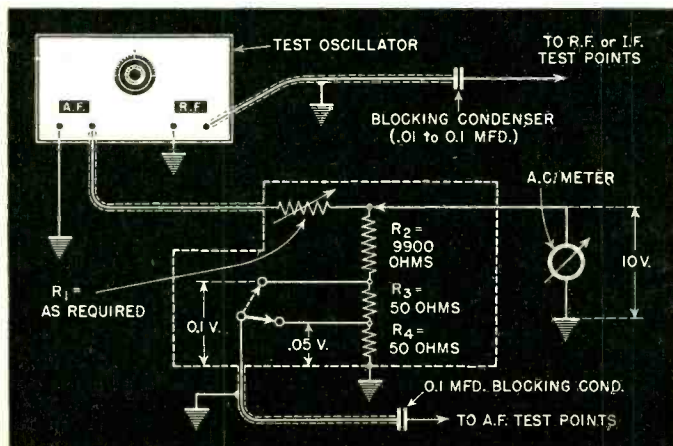 TEST OSCILLATOR
TO R.F. or I.F.
TEST POINTS
A.F.
R.F.
BLOCKING CONDENSER
(.01 to 0.1 MFD.)
A.C. METER
R2=
9900
OHMS
10 V.
R1=
AS REQUIRED
R3=
50 OHMS
0.1 V.
.05 V.
R4=
50 OHMS
0.1 MFD. BLOCKING COND.
TO A.F. TEST POINTS